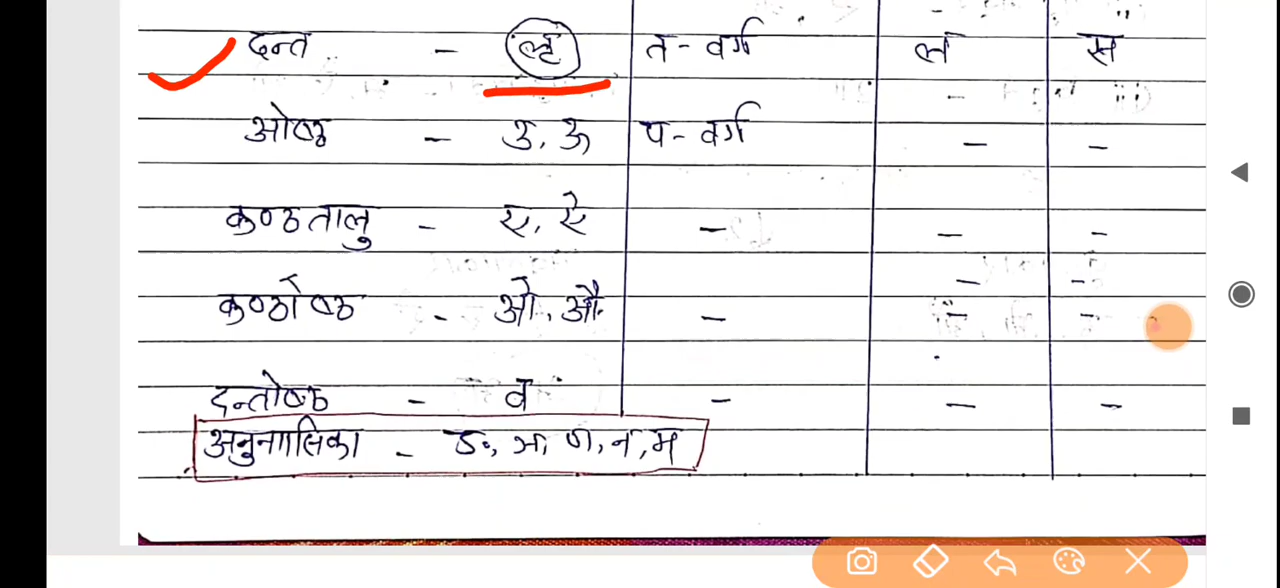 दन्त - लृ त - वर्ग ल स
ओष्ठ - उ, ऊ प - वर्ग - -
कण्ठतालु - ए, ऐ - - -
कण्ठोष्ठ - ओ, औ - - -
दन्तोष्ठ - व - - -
अनुनासिका - ङ, ञ, ण, न, म